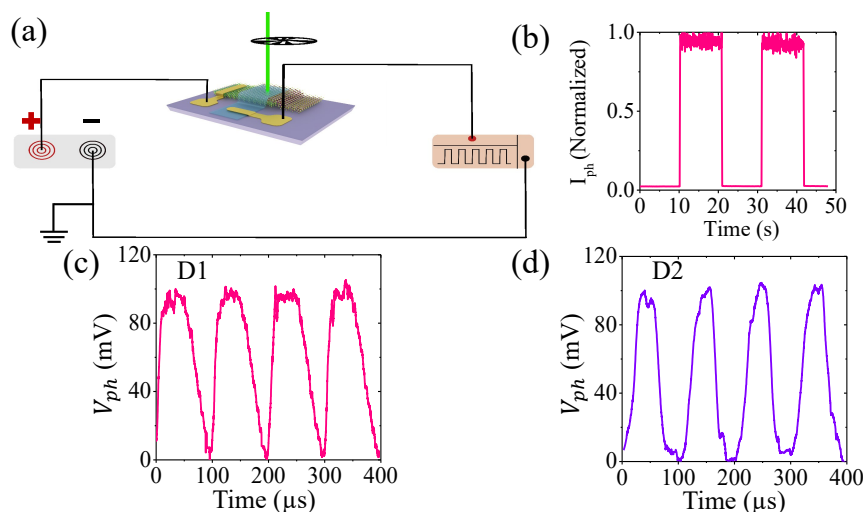 (a)
+ −
(b)
I_ph (Normalized)
1.0
0.5
0.0
0 10 20 30 40 50
Time (s)
(c)
D1
V_ph (mV)
120
80
40
0
0 100 200 300 400
Time (μs)
(d)
D2
V_ph (mV)
120
80
40
0
0 100 200 300 400
Time (μs)